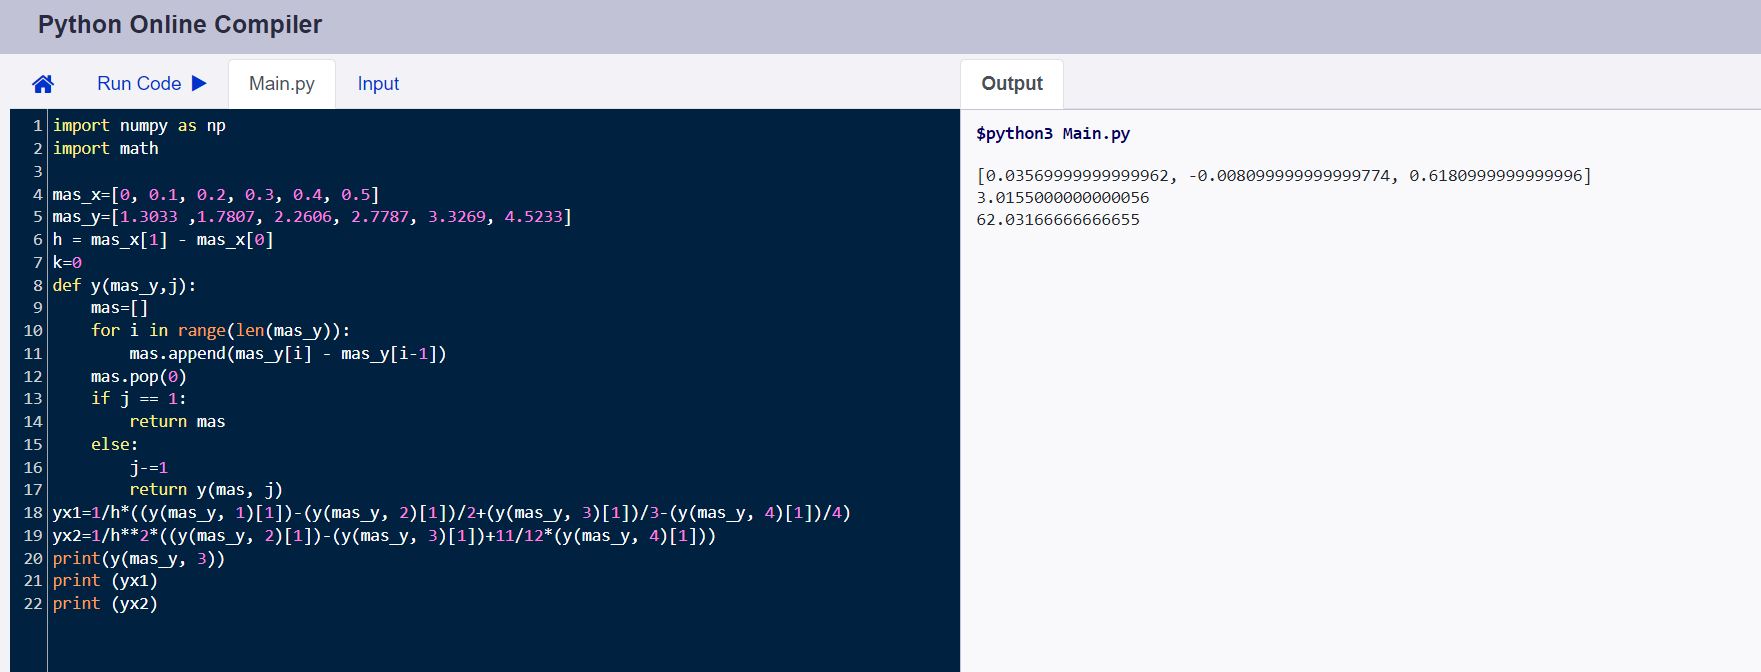 Python Online Compiler
Run Code
Main.py
Input
Output
1 import numpy as np
2 import math
3
4 mas_x=[0, 0.1, 0.2, 0.3, 0.4, 0.5]
5 mas_y=[1.3033 ,1.7807, 2.2606, 2.7787, 3.3269, 4.5233]
6 h = mas_x[1] - mas_x[0]
7 k=0
8 def y(mas_y,j):
9     mas=[]
10     for i in range(len(mas_y)):
11         mas.append(mas_y[i] - mas_y[i-1])
12     mas.pop(0)
13     if j == 1:
14         return mas
15     else:
16         j-=1
17         return y(mas, j)
18 yx1=1/h*((y(mas_y, 1)[1])-(y(mas_y, 2)[1])/2+(y(mas_y, 3)[1])/3-(y(mas_y, 4)[1])/4)
19 yx2=1/h**2*((y(mas_y, 2)[1])-(y(mas_y, 3)[1])+11/12*(y(mas_y, 4)[1]))
20 print(y(mas_y, 3))
21 print (yx1)
22 print (yx2)
$python3 Main.py
[0.03569999999999962, -0.008099999999999774, 0.6180999999999996]
3.0155000000000056
62.03166666666655